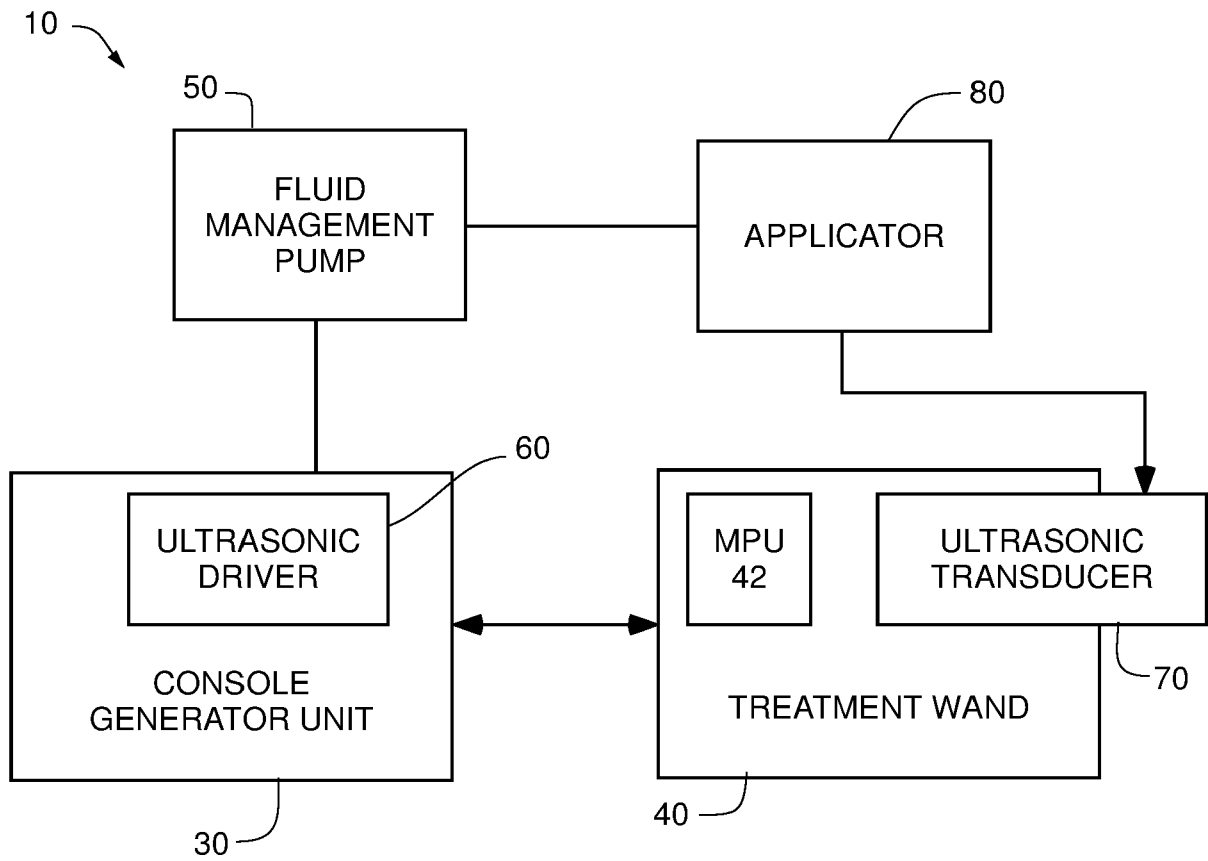 10
50
80
FLUID
MANAGEMENT
PUMP
APPLICATOR
60
ULTRASONIC
DRIVER
MPU
42
ULTRASONIC
TRANSDUCER
CONSOLE
GENERATOR UNIT
TREATMENT WAND
70
30
40